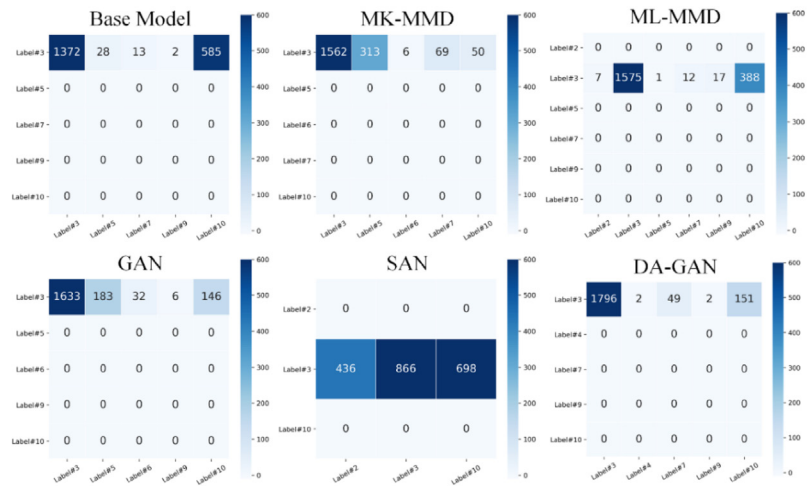 Base Model
Label#3 1372 28 13 2 585
Label#5 0 0 0 0 0
Label#7 0 0 0 0 0
Label#9 0 0 0 0 0
Label#10 0 0 0 0 0
Label#3 Label#5 Label#7 Label#9 Label#10
600
500
400
300
200
100
0
MK-MMD
Label#3 1562 313 6 69 50
Label#5 0 0 0 0 0
Label#6 0 0 0 0 0
Label#7 0 0 0 0 0
Label#10 0 0 0 0 0
Label#3 Label#5 Label#6 Label#7 Label#10
600
500
400
300
200
100
0
ML-MMD
Label#2 0 0 0 0 0 0
Label#3 7 1575 1 12 17 388
Label#5 0 0 0 0 0 0
Label#7 0 0 0 0 0 0
Label#9 0 0 0 0 0 0
Label#10 0 0 0 0 0 0
Label#2 Label#3 Label#5 Label#7 Label#9 Label#10
600
500
400
300
200
100
0
GAN
Label#3 1633 183 32 6 146
Label#5 0 0 0 0 0
Label#6 0 0 0 0 0
Label#9 0 0 0 0 0
Label#10 0 0 0 0 0
Label#3 Label#5 Label#6 Label#9 Label#10
600
500
400
300
200
100
0
SAN
Label#2 0 0 0
Label#3 436 866 698
Label#10 0 0 0
Label#2 Label#3 Label#10
600
500
400
300
200
100
0
DA-GAN
Label#3 1796 2 49 2 151
Label#4 0 0 0 0 0
Label#7 0 0 0 0 0
Label#9 0 0 0 0 0
Label#10 0 0 0 0 0
Label#3 Label#4 Label#7 Label#9 Label#10
600
500
400
300
200
100
0